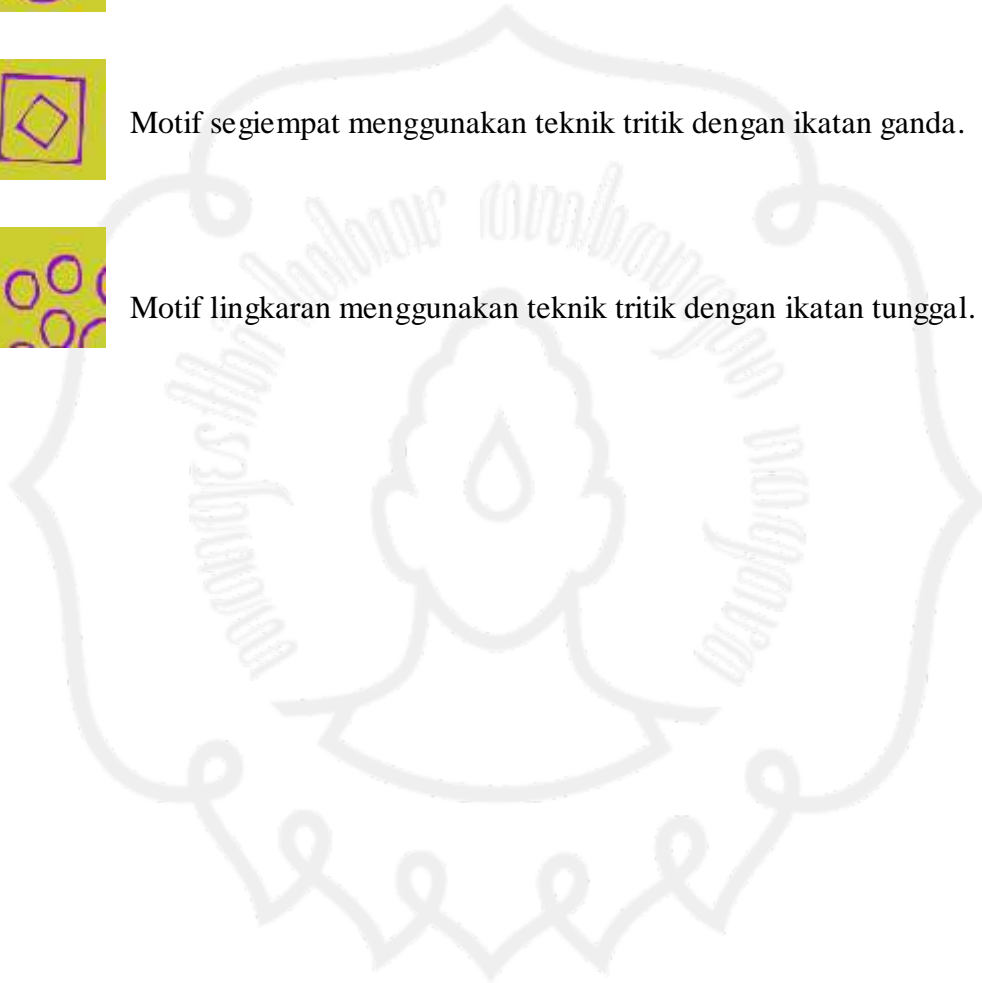 Motif segiempat menggunakan teknik tritik dengan ikatan ganda.
Motif lingkaran menggunakan teknik tritik dengan ikatan tunggal.